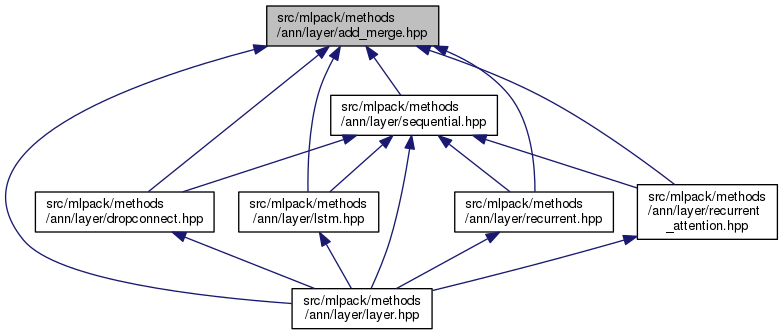 src/mlpack/methods
/ann/layer/add_merge.hpp
src/mlpack/methods
/ann/layer/sequential.hpp
src/mlpack/methods
/ann/layer/dropconnect.hpp
src/mlpack/methods
/ann/layer/lstm.hpp
src/mlpack/methods
/ann/layer/recurrent.hpp
src/mlpack/methods
/ann/layer/recurrent
_attention.hpp
src/mlpack/methods
/ann/layer/layer.hpp